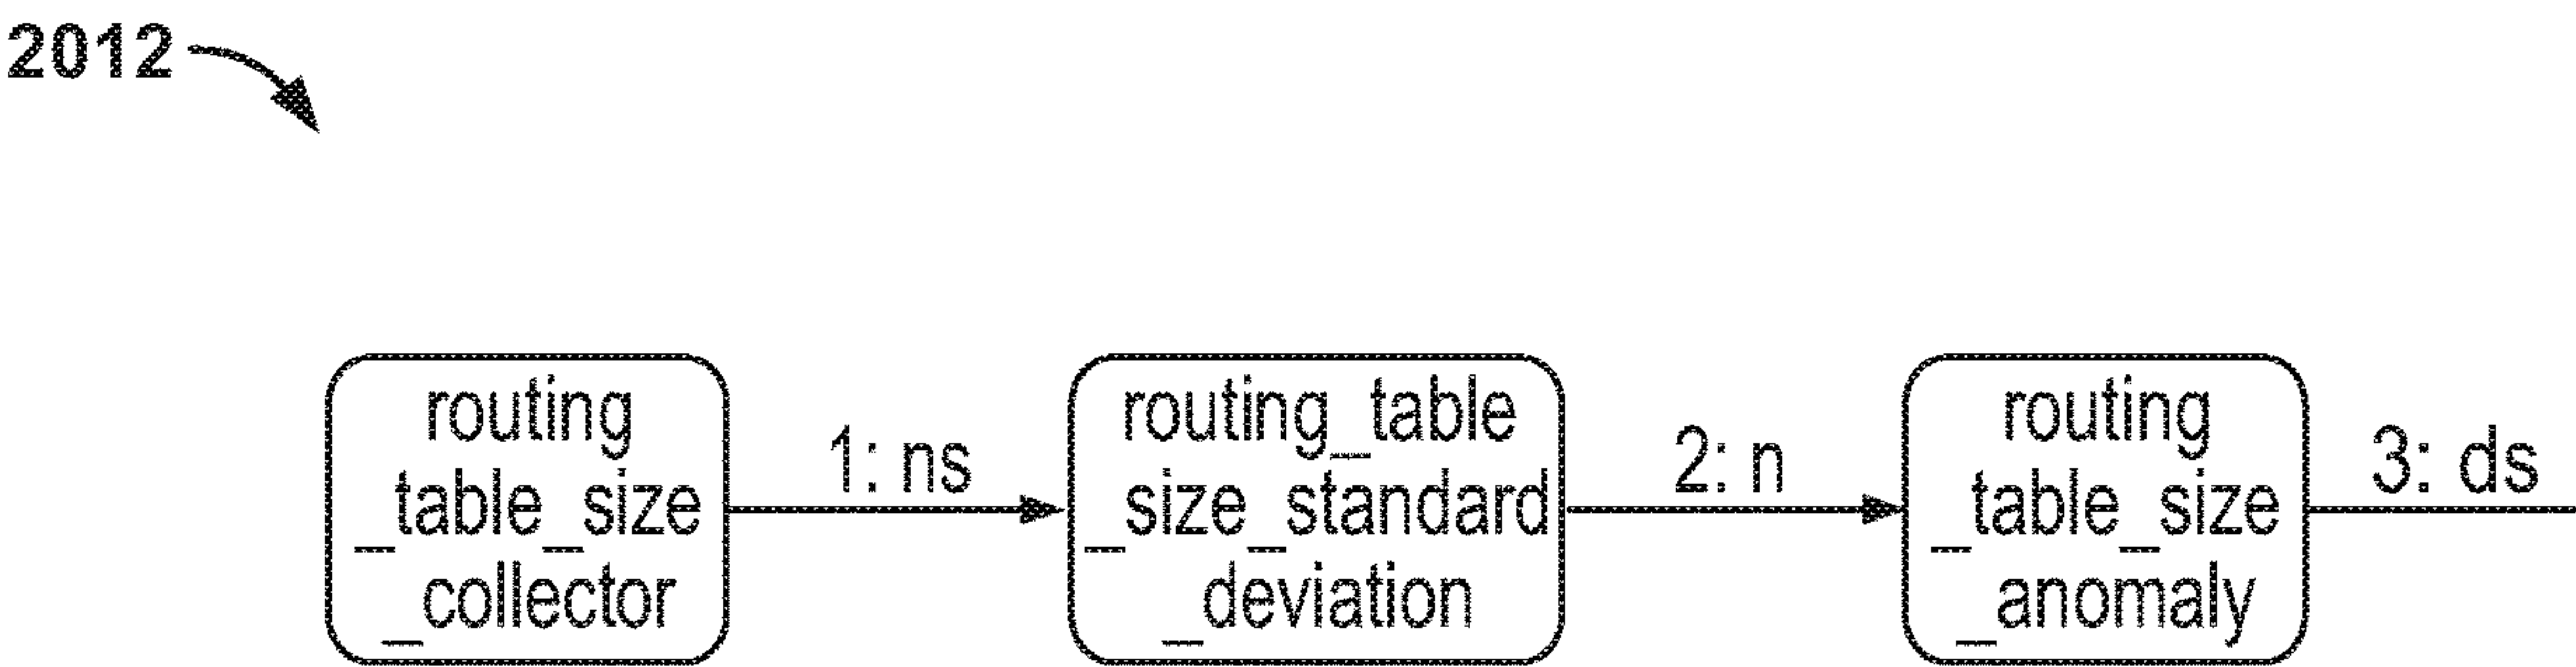 2012
routing
_table_size
_collector
1: ns
routing_table
_size_standard
_deviation
2: n
routing
_table_size
_anomaly
3: ds